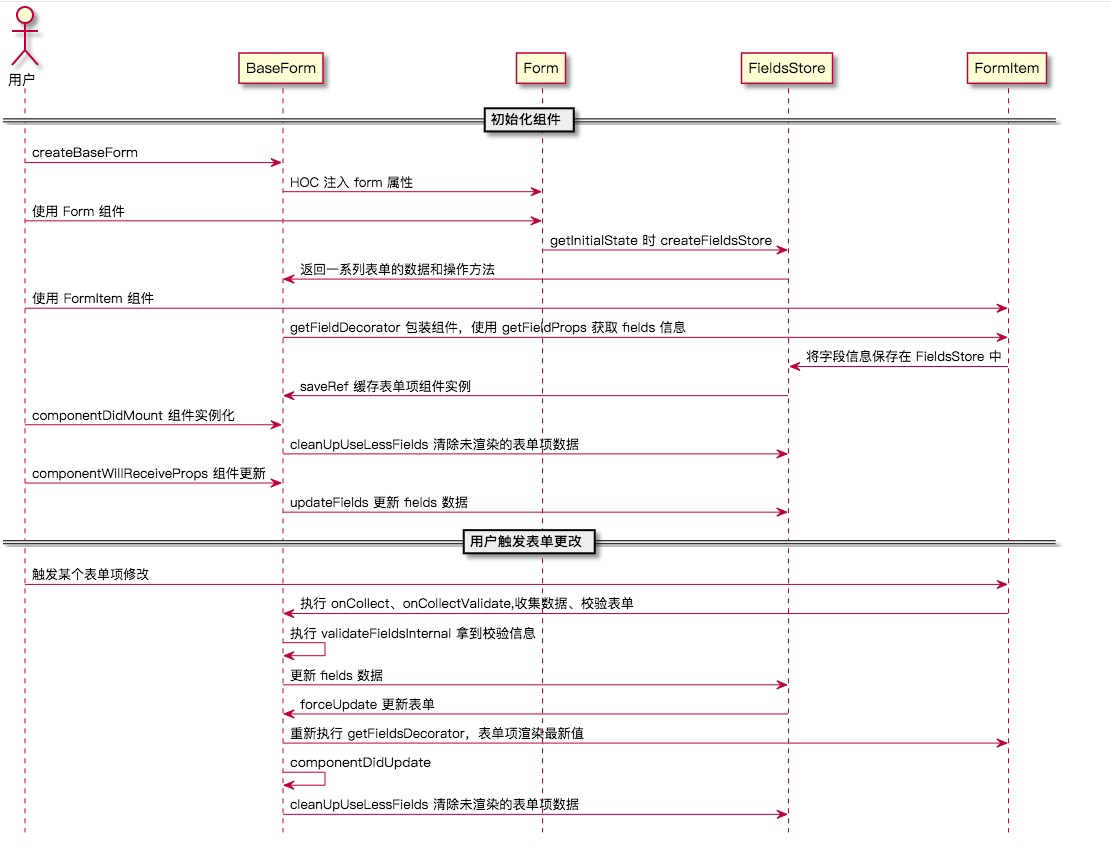 用户
BaseForm
Form
FieldsStore
FormItem
初始化组件
createBaseForm
HOC 注入 form 属性
使用 Form 组件
getInitialState 时 createFieldsStore
返回一系列表单的数据和操作方法
使用 FormItem 组件
getFieldDecorator 包装组件，使用 getFieldProps 获取 fields 信息
将字段信息保存在 FieldsStore 中
saveRef 缓存表单项组件实例
componentDidMount 组件实例化
cleanUpUseLessFields 清除未渲染的表单项数据
componentWillReceiveProps 组件更新
updateFields 更新 fields 数据
用户触发表单更改
触发某个表单项修改
执行 onCollect、onCollectValidate,收集数据、校验表单
执行 validateFieldsInternal 拿到校验信息
更新 fields 数据
forceUpdate 更新表单
重新执行 getFieldsDecorator，表单项渲染最新值
componentDidUpdate
cleanUpUseLessFields 清除未渲染的表单项数据